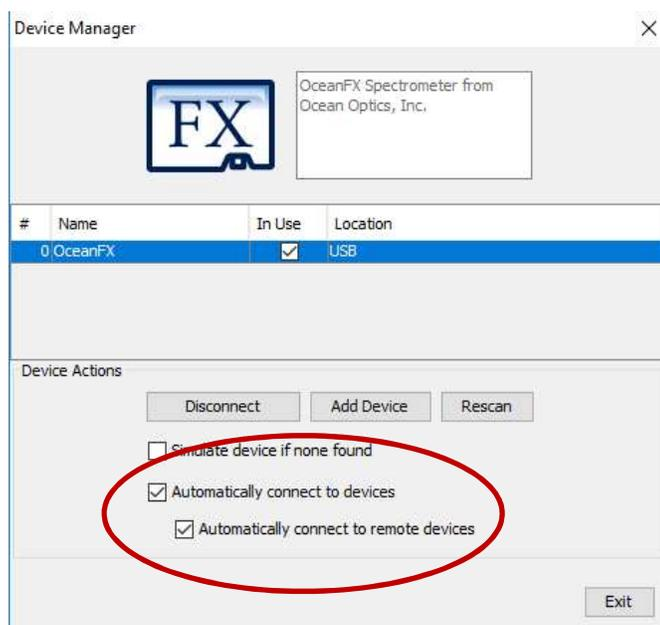 Device Manager
FX
OceanFX Spectrometer from
Ocean Optics, Inc.
# Name In Use Location
0 OceanFX USB
Device Actions
Disconnect Add Device Rescan
Simulate device if none found
Automatically connect to devices
Automatically connect to remote devices
Exit